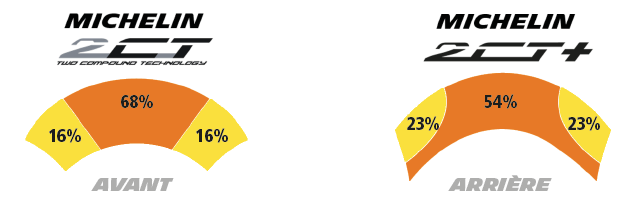 MICHELIN
2CT
TWO COMPOUND TECHNOLOGY
68%
16% 16%
AVANT
MICHELIN
2CT+
54%
23% 23%
ARRIÈRE